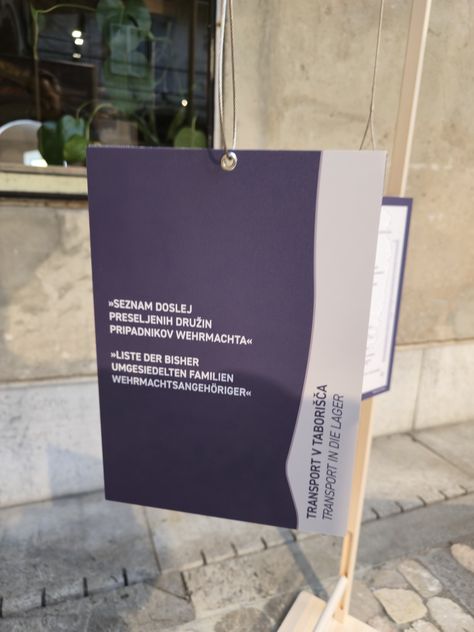 »SEZNAM DOSLEJ
PRESELJENIH DRUŽIN
PRIPADNIKOV WEHRMACHTA«
»LISTE DER BISHER
UMGESIEDELTEN FAMILIEN
WEHRMACHTSANGEHÖRIGER«
TRANSPORT V TABORIŠČA
TRANSPORT IN DIE LAGER